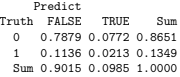 Predict
Truth FALSE TRUE Sum
0 0.7879 0.0772 0.8651
1 0.1136 0.0213 0.1349
Sum 0.9015 0.0985 1.0000